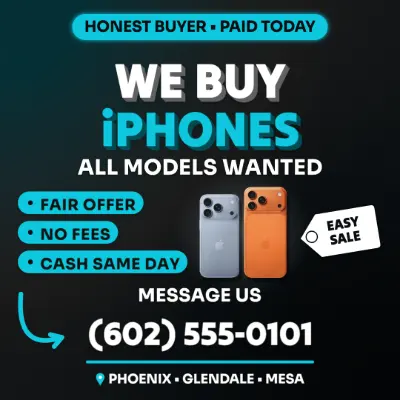 HONEST BUYER • PAID TODAY
WE BUY
iPHONES
ALL MODELS WANTED
• FAIR OFFER
• NO FEES
• CASH SAME DAY
EASY
SALE
MESSAGE US
(602) 555-0101
PHOENIX • GLENDALE • MESA